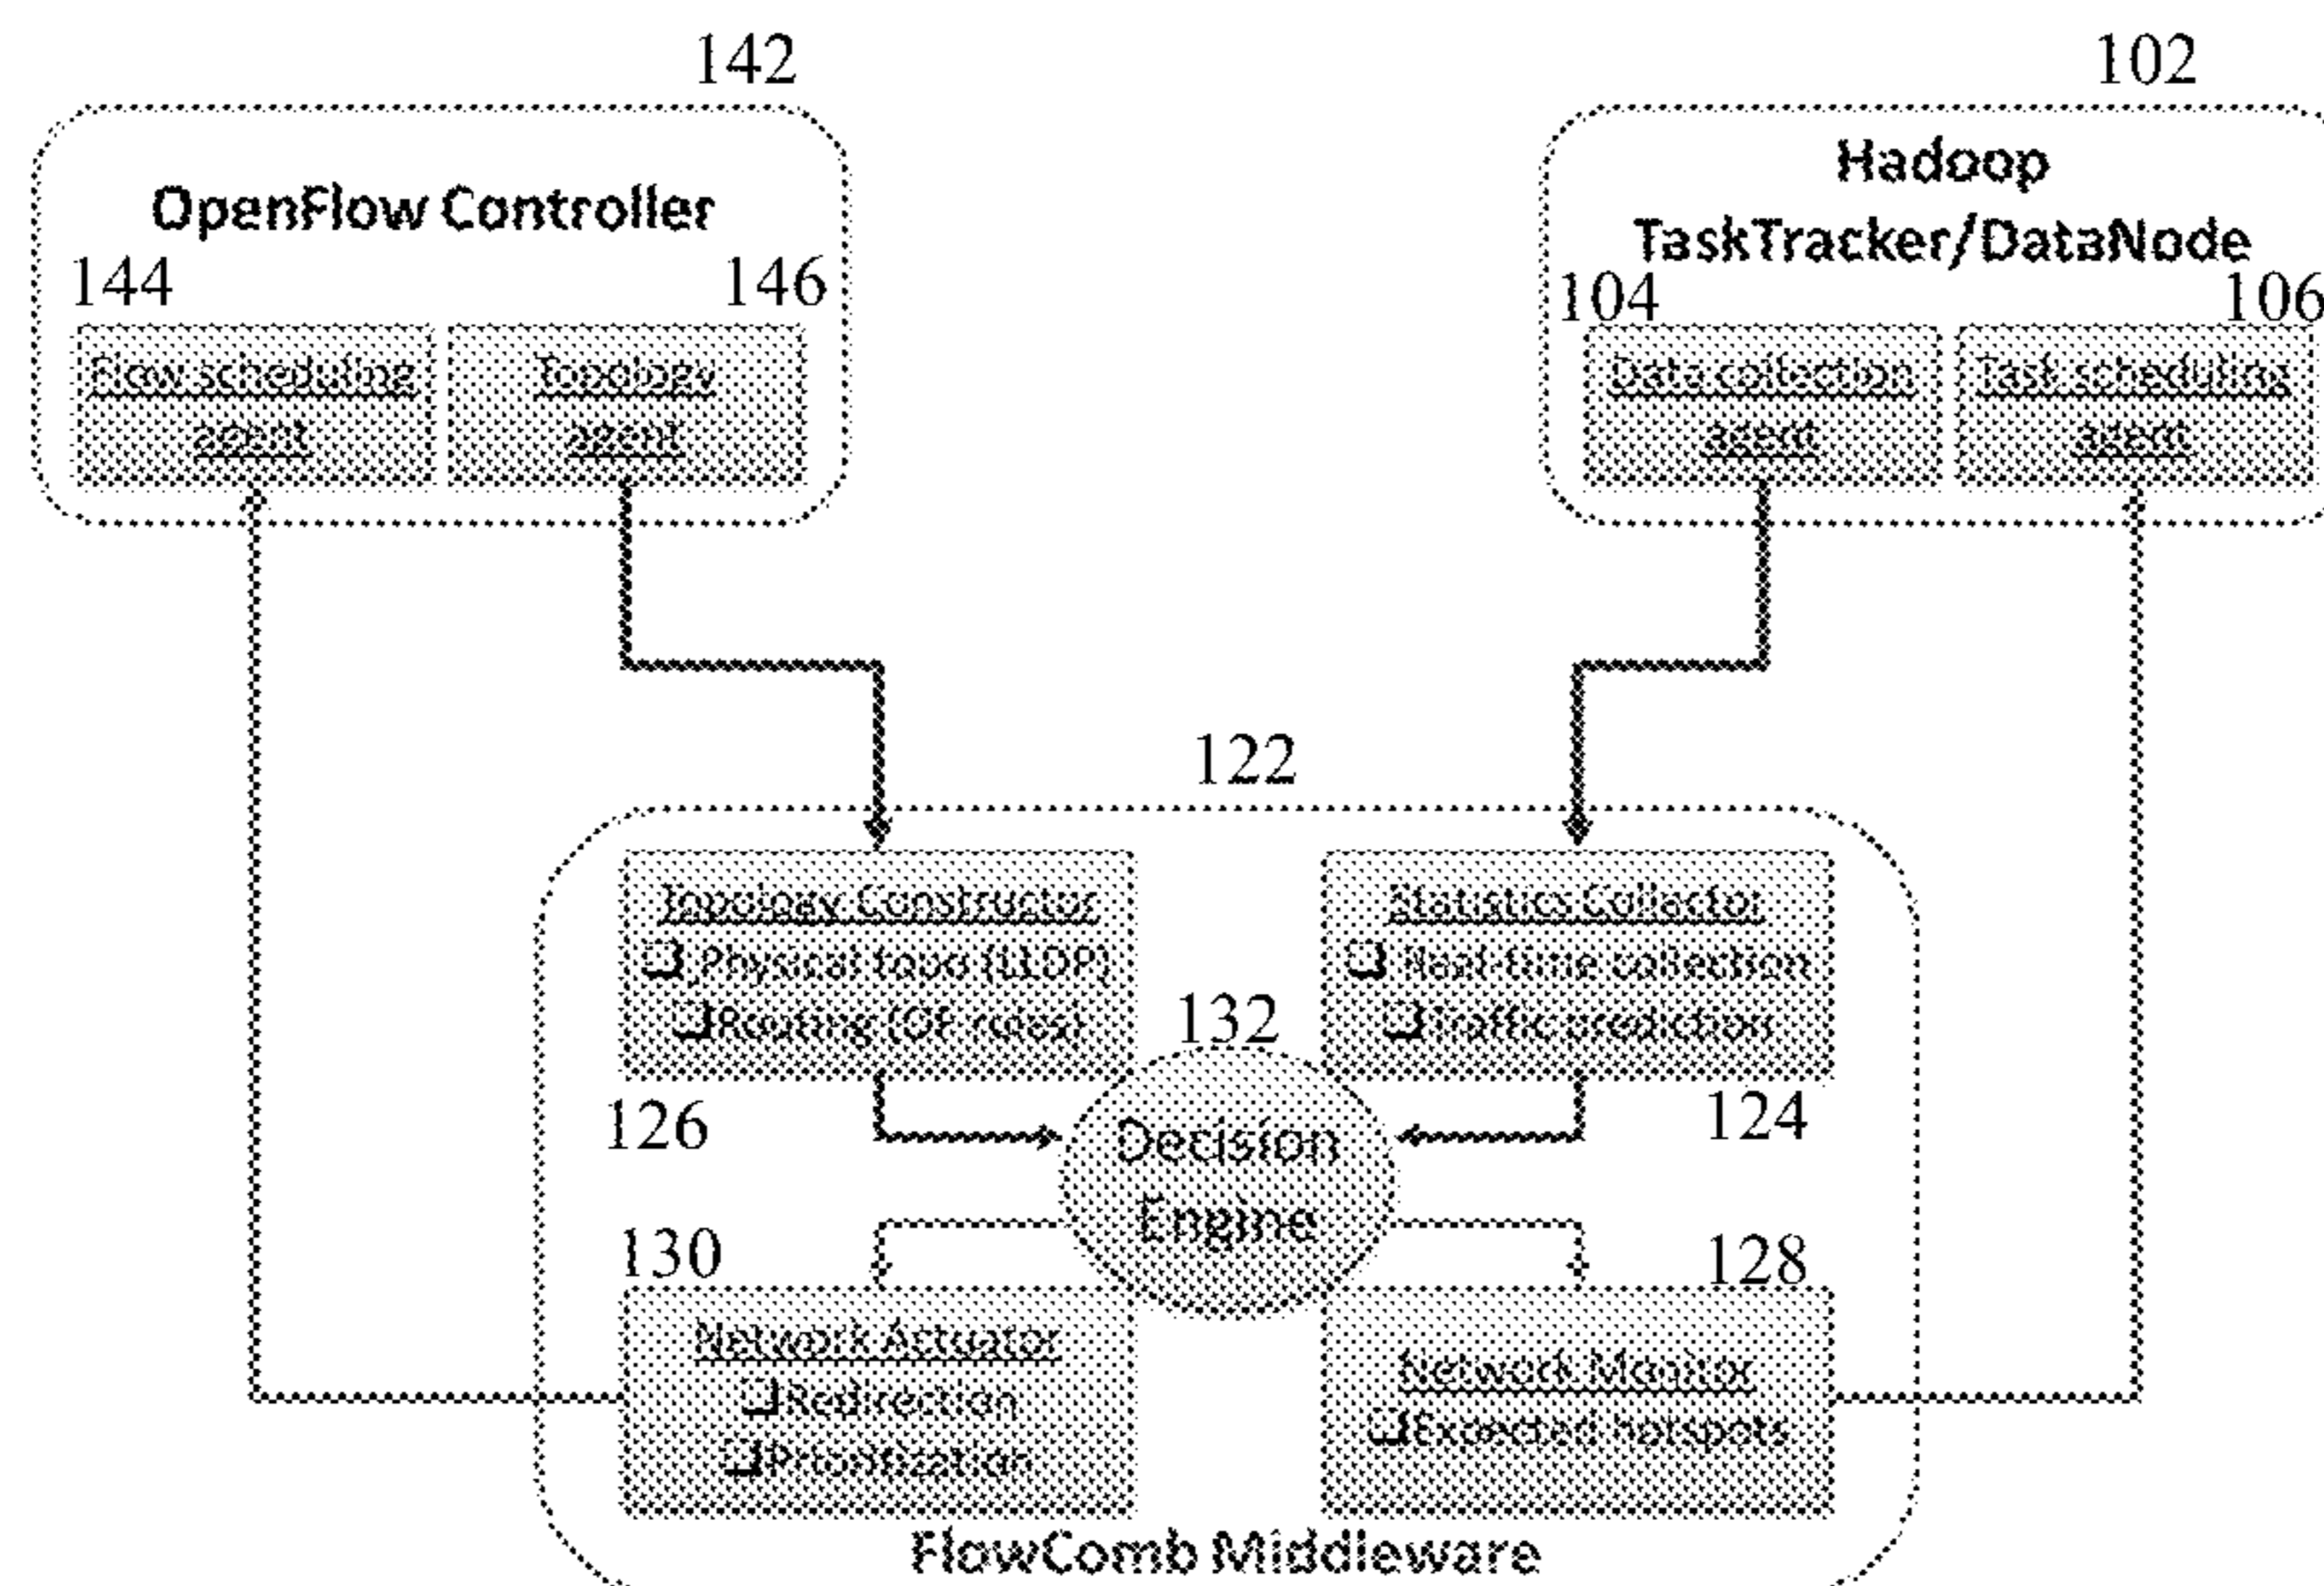 142
OpenFlow Controller
144
146
Flow scheduling
agent
Topology
agent
102
Hadoop
TaskTracker/DataNode
104
106
Data collection
agent
Task scheduling
agent
122
Topology Constructor
Physical topo (LLDP)
Routing (OF rules)
126
Statistics Collector
Real-time collection
Traffic prediction
124
132
Decision
Engine
130
Network Actuator
Redirection
Prioritization
128
Network Monitor
Expected hotspots
FlowComb Middleware